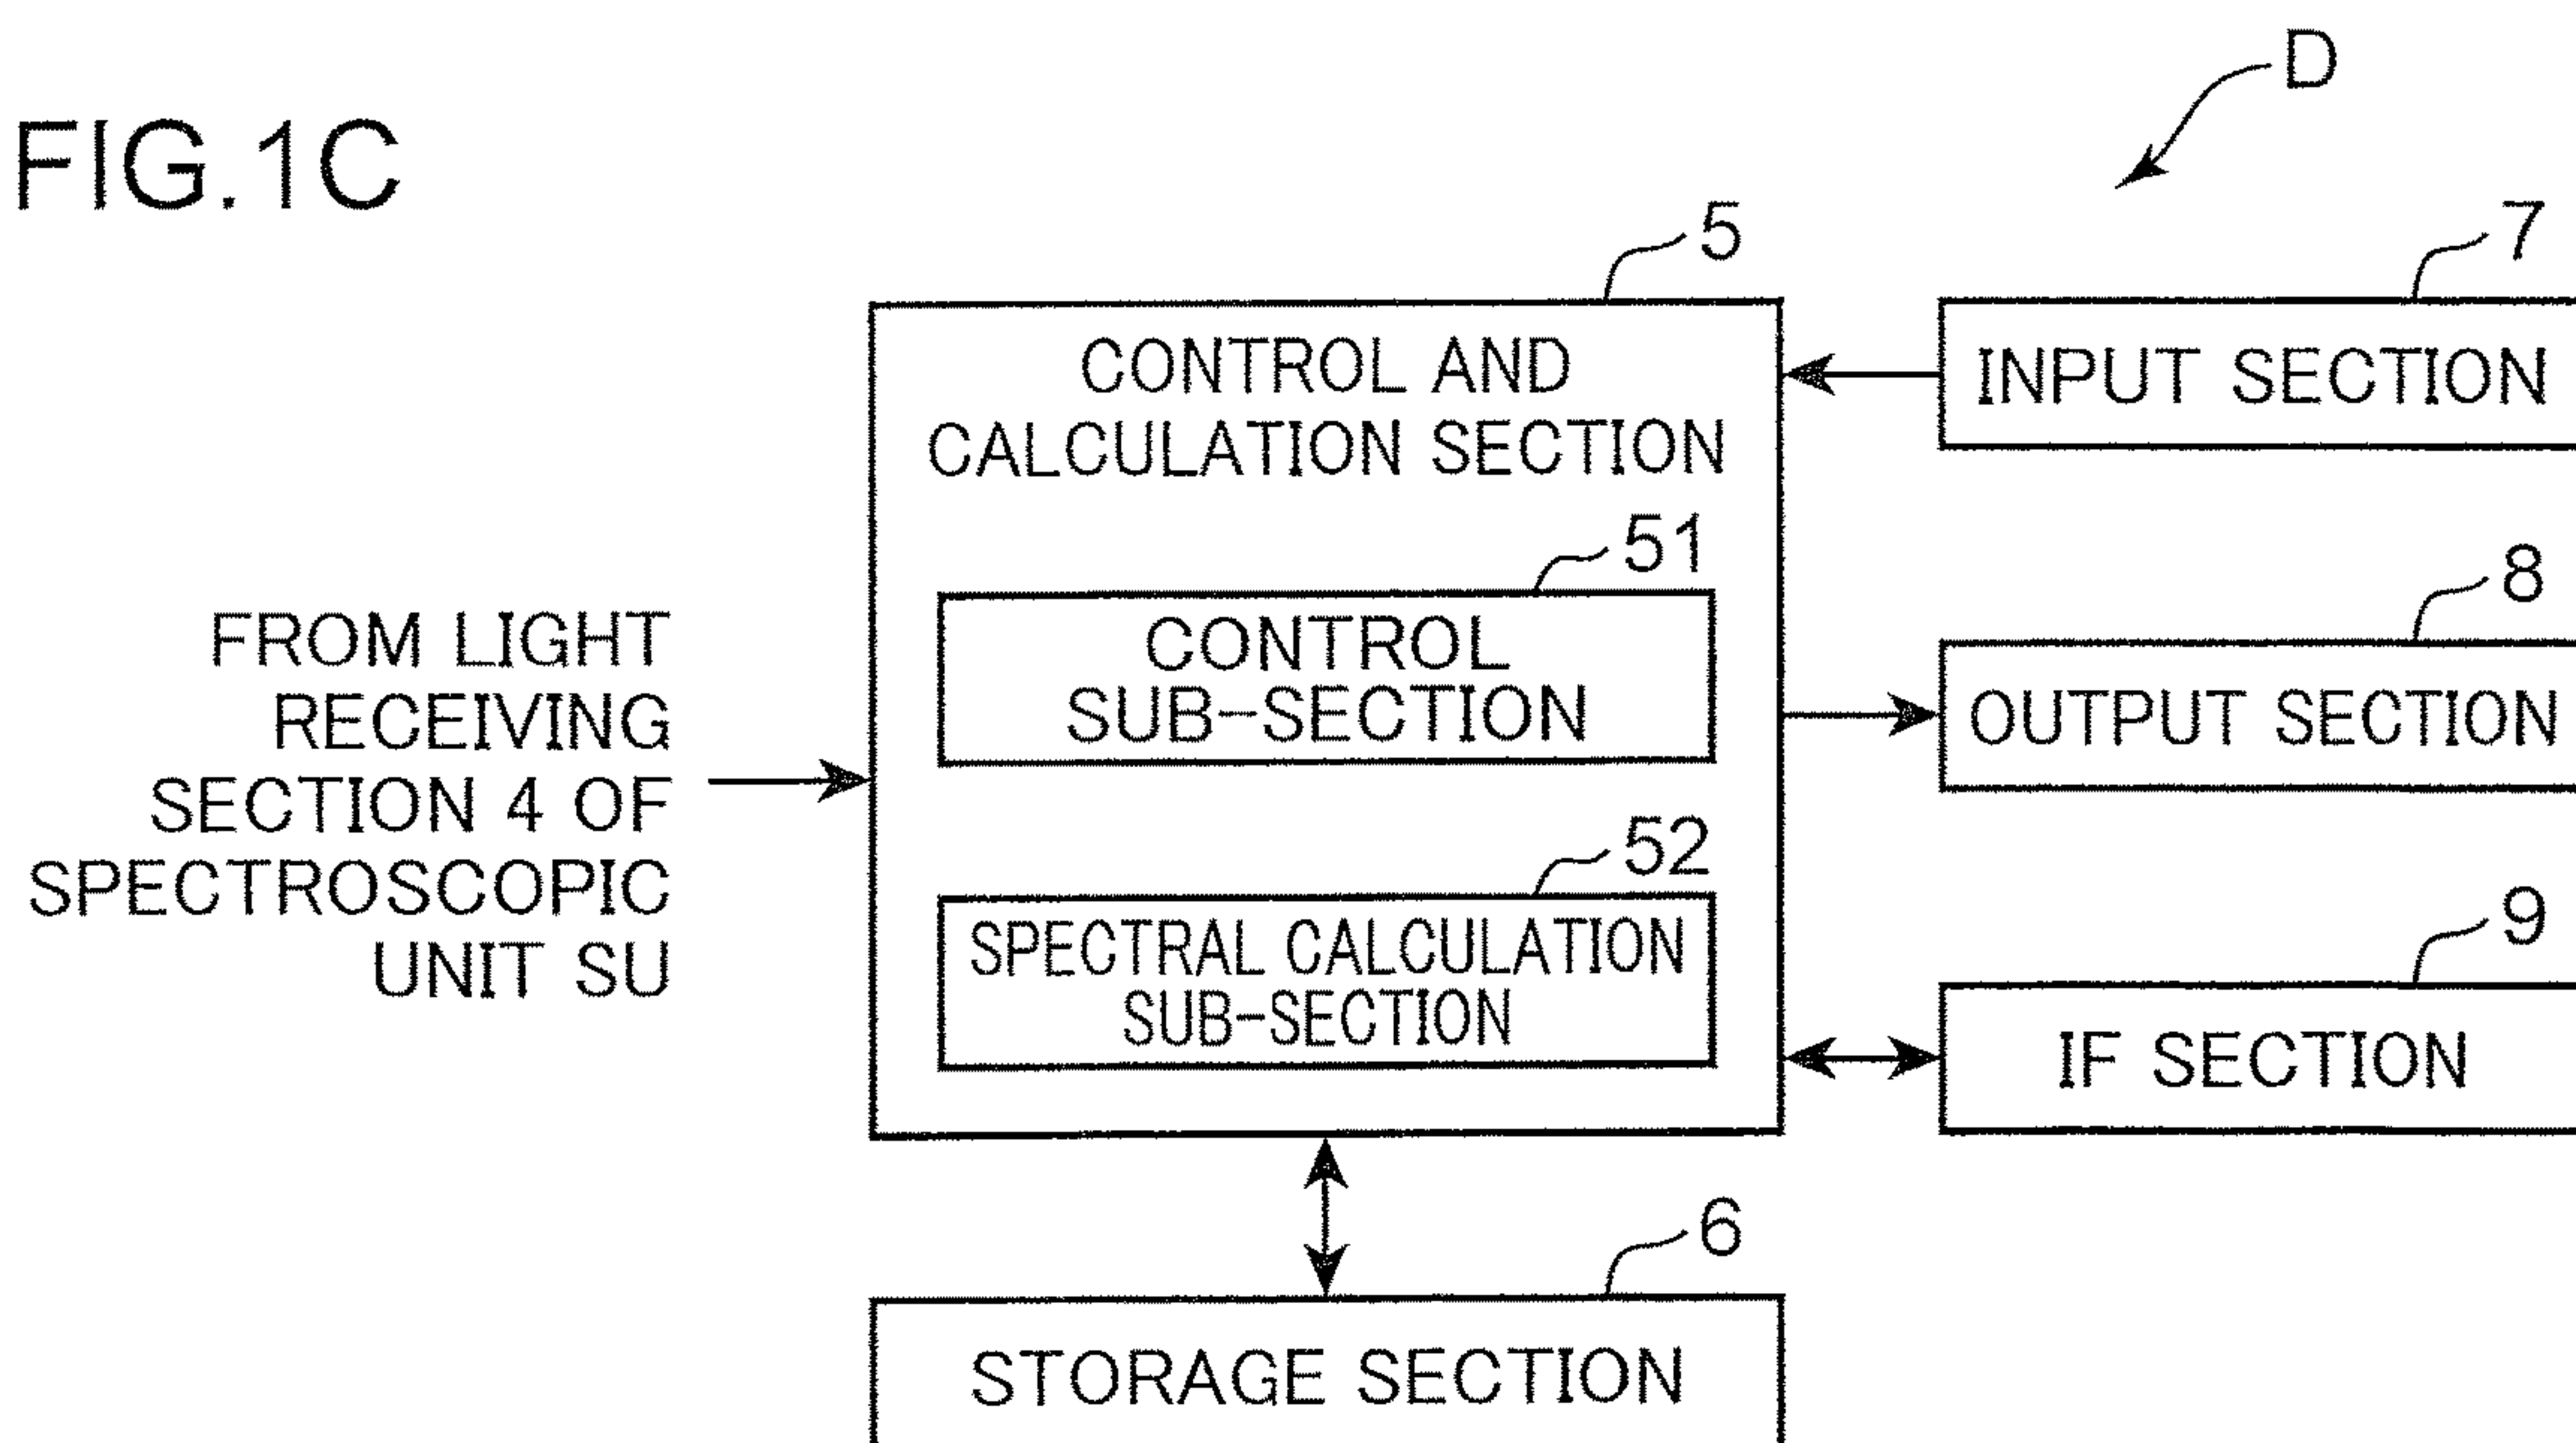 FIG.1C
D
5
CONTROL AND
CALCULATION SECTION
51
CONTROL
SUB-SECTION
52
SPECTRAL CALCULATION
SUB-SECTION
FROM LIGHT
RECEIVING
SECTION 4 OF
SPECTROSCOPIC
UNIT SU
7
INPUT SECTION
8
OUTPUT SECTION
9
IF SECTION
6
STORAGE SECTION